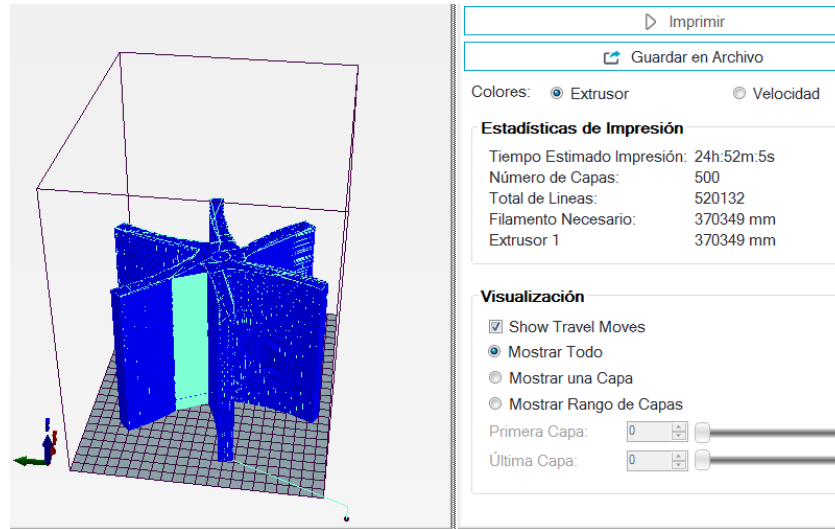 Imprimir
Guardar en Archivo
Colores: Extrusor Velocidad
Estadísticas de Impresión
Tiempo Estimado Impresión: 24h:52m:5s
Número de Capas: 500
Total de Lineas: 520132
Filamento Necesario: 370349 mm
Extrusor 1 370349 mm
Visualización
Show Travel Moves
Mostrar Todo
Mostrar una Capa
Mostrar Rango de Capas
Primera Capa: 0
Última Capa: 0